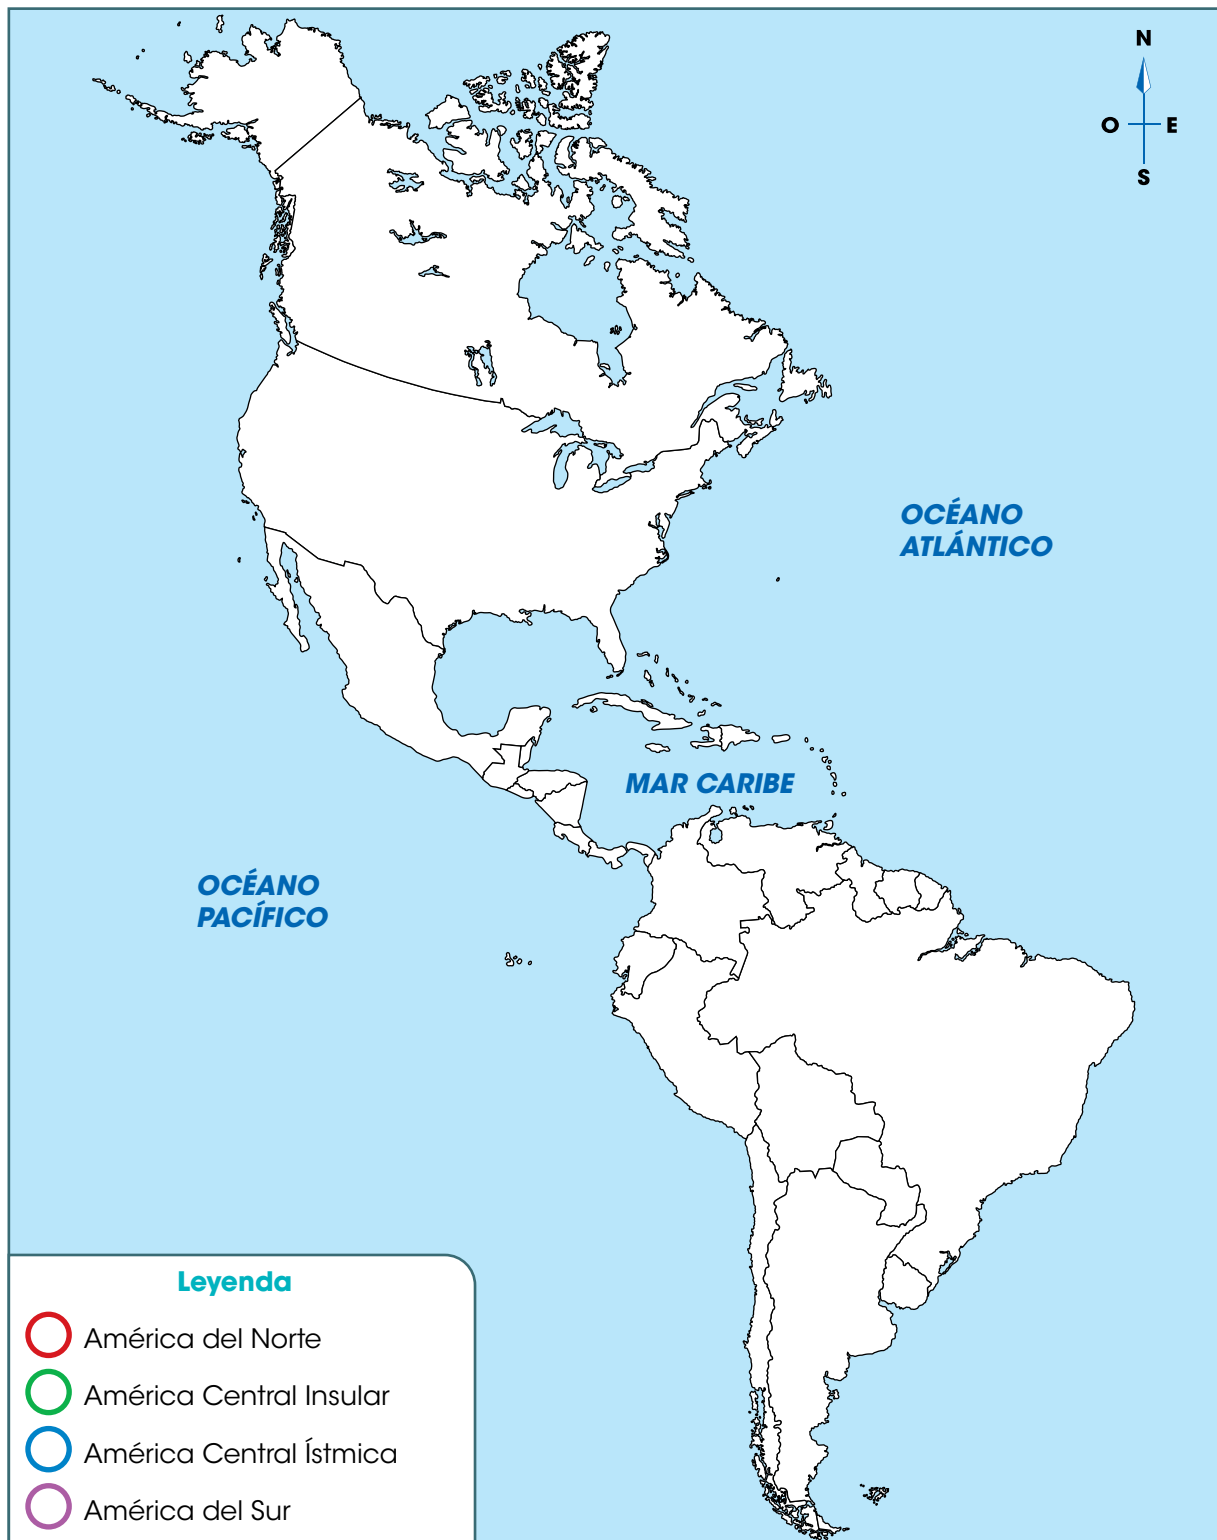 N
O E
S
OCÉANO
ATLÁNTICO
MAR CARIBE
OCÉANO
PACÍFICO
Leyenda
América del Norte
América Central Insular
América Central Ístmica
América del Sur